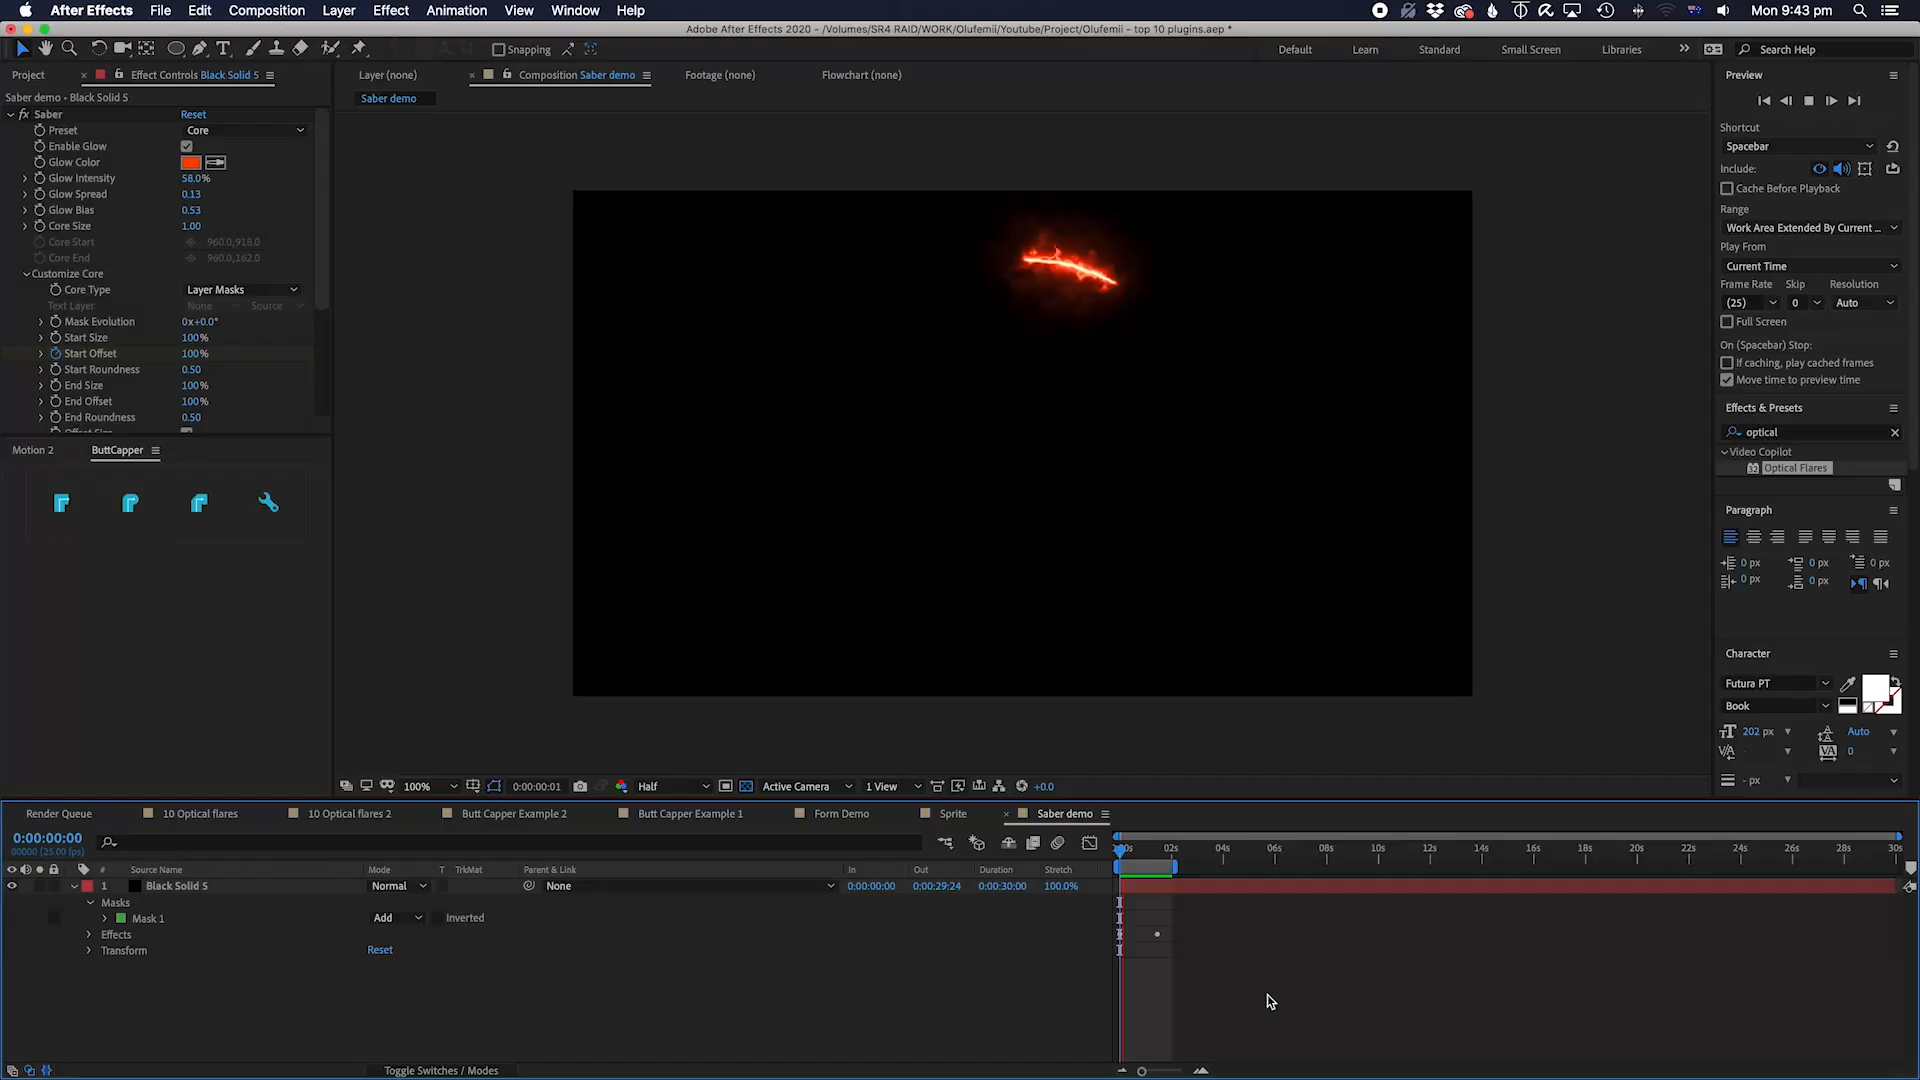 After Effects File Edit Composition Layer Effect Animation View Window Help Mon 9:43 pm
Adobe After Effects 2020 - /Volumes/SR4 RAID/WORK/Olufemii/Youtube/Project/Olufemii - top 10 plugins.aep *
Snapping Default Learn Standard Small Screen Libraries Search Help
Project Effect Controls Black Solid 5 Layer (none) Composition Saber demo Footage (none) Flowchart (none) Preview
Saber demo • Black Solid 5 Saber demo
fx Saber Reset
Preset Core
Enable Glow
Glow Color
Glow Intensity 58.0%
Glow Spread 0.13
Glow Bias 0.53
Core Size 1.00
Core Start 960.0,918.0
Core End 960.0,162.0
Customize Core
Core Type Layer Masks
Text Layer None Source
Mask Evolution 0x+0.0°
Start Size 100%
Start Offset 100%
Start Roundness 0.50
End Size 100%
End Offset 100%
End Roundness 0.50
Motion 2 ButtCapper
Shortcut
Spacebar
Include:
Cache Before Playback
Range
Work Area Extended By Current ...
Play From
Current Time
Frame Rate Skip Resolution
(25) 0 Auto
Full Screen
On (Spacebar) Stop:
If caching, play cached frames
Move time to preview time
Effects & Presets
optical
Video Copilot
Optical Flares
Paragraph
0 px 0 px 0 px
0 px 0 px
Character
Futura PT
Book
202 px Auto
0
- px
100% 0:00:00:01 Half Active Camera 1 View +0.0
Render Queue 10 Optical flares 10 Optical flares 2 Butt Capper Example 2 Butt Capper Example 1 Form Demo Sprite Saber demo
0:00:00:00
00000 (25.00 fps)
02s 04s 06s 08s 10s 12s 14s 16s 18s 20s 22s 24s 26s 28s 30s
# Source Name Mode T TrkMat Parent & Link In Out Duration Stretch
1 Black Solid 5 Normal None 0:00:00:00 0:00:29:24 0:00:30:00 100.0%
Masks
Mask 1 Add Inverted
Effects
Transform Reset
Toggle Switches / Modes